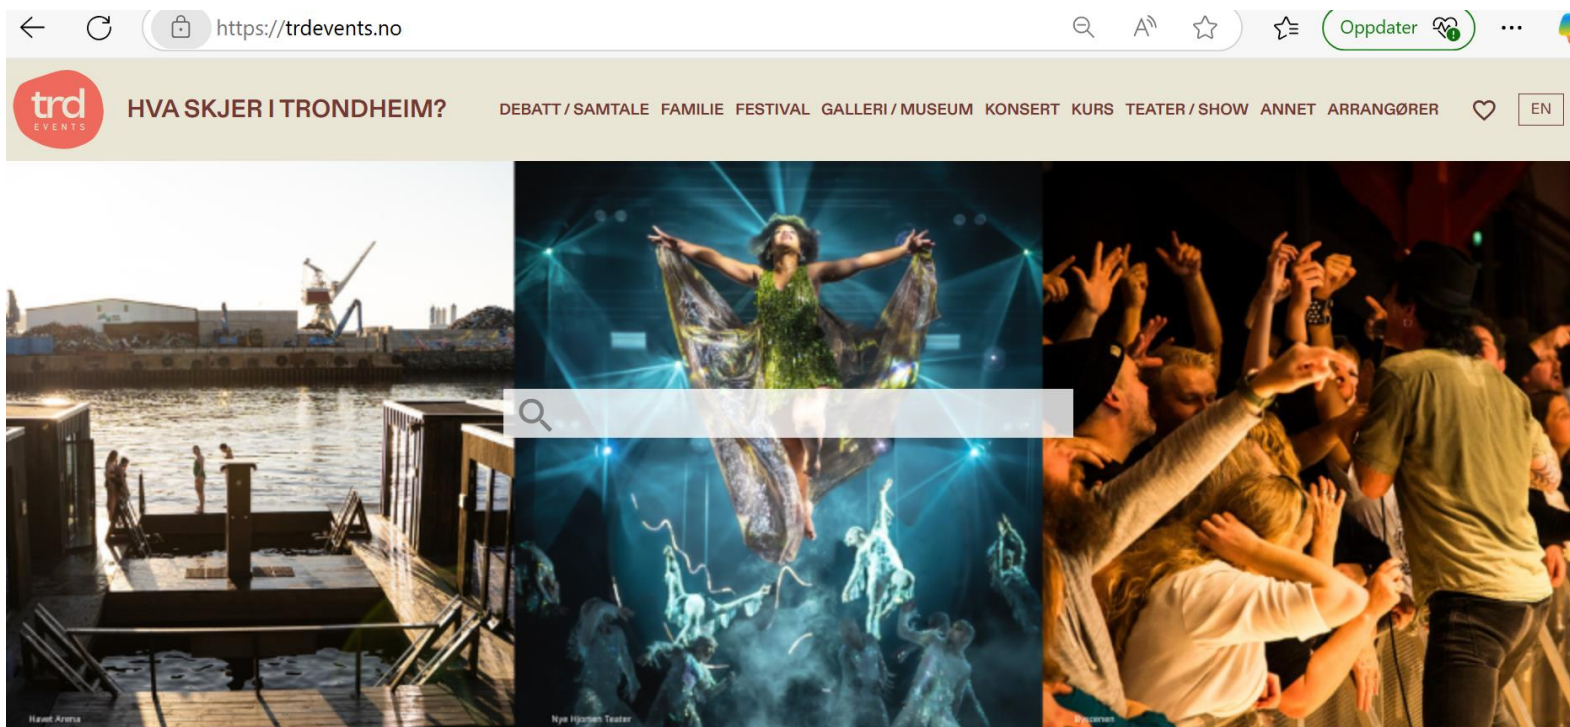 https://trdevents.no
Oppdater
trd
EVENTS
HVA SKJER I TRONDHEIM?
DEBATT / SAMTALE FAMILIE FESTIVAL GALLERI / MUSEUM KONSERT KURS TEATER / SHOW ANNET ARRANGØRER
EN
Havet Arena
Nye Hjorten Teater
Byscenen